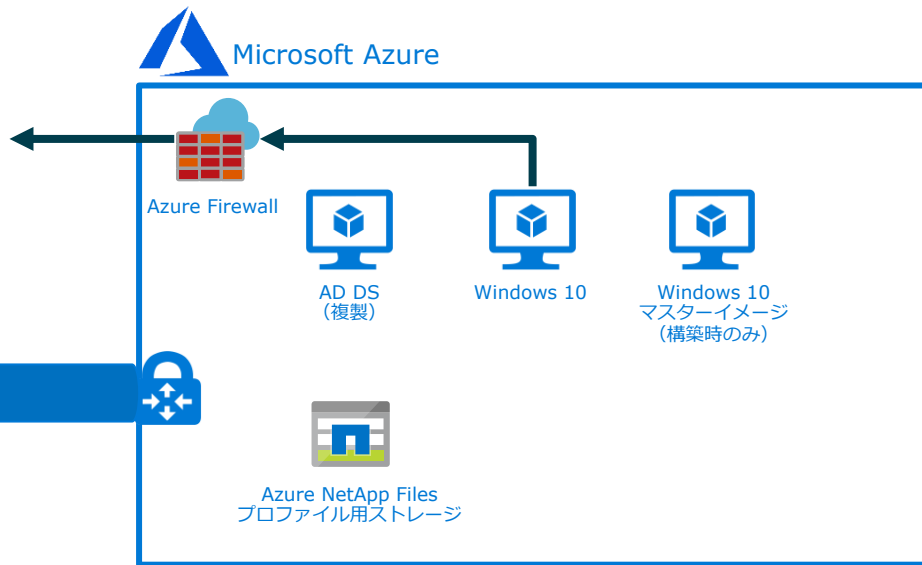 Microsoft Azure
Azure Firewall
AD DS
（複製）
Windows 10
Windows 10
マスターイメージ
（構築時のみ）
Azure NetApp Files
プロファイル用ストレージ